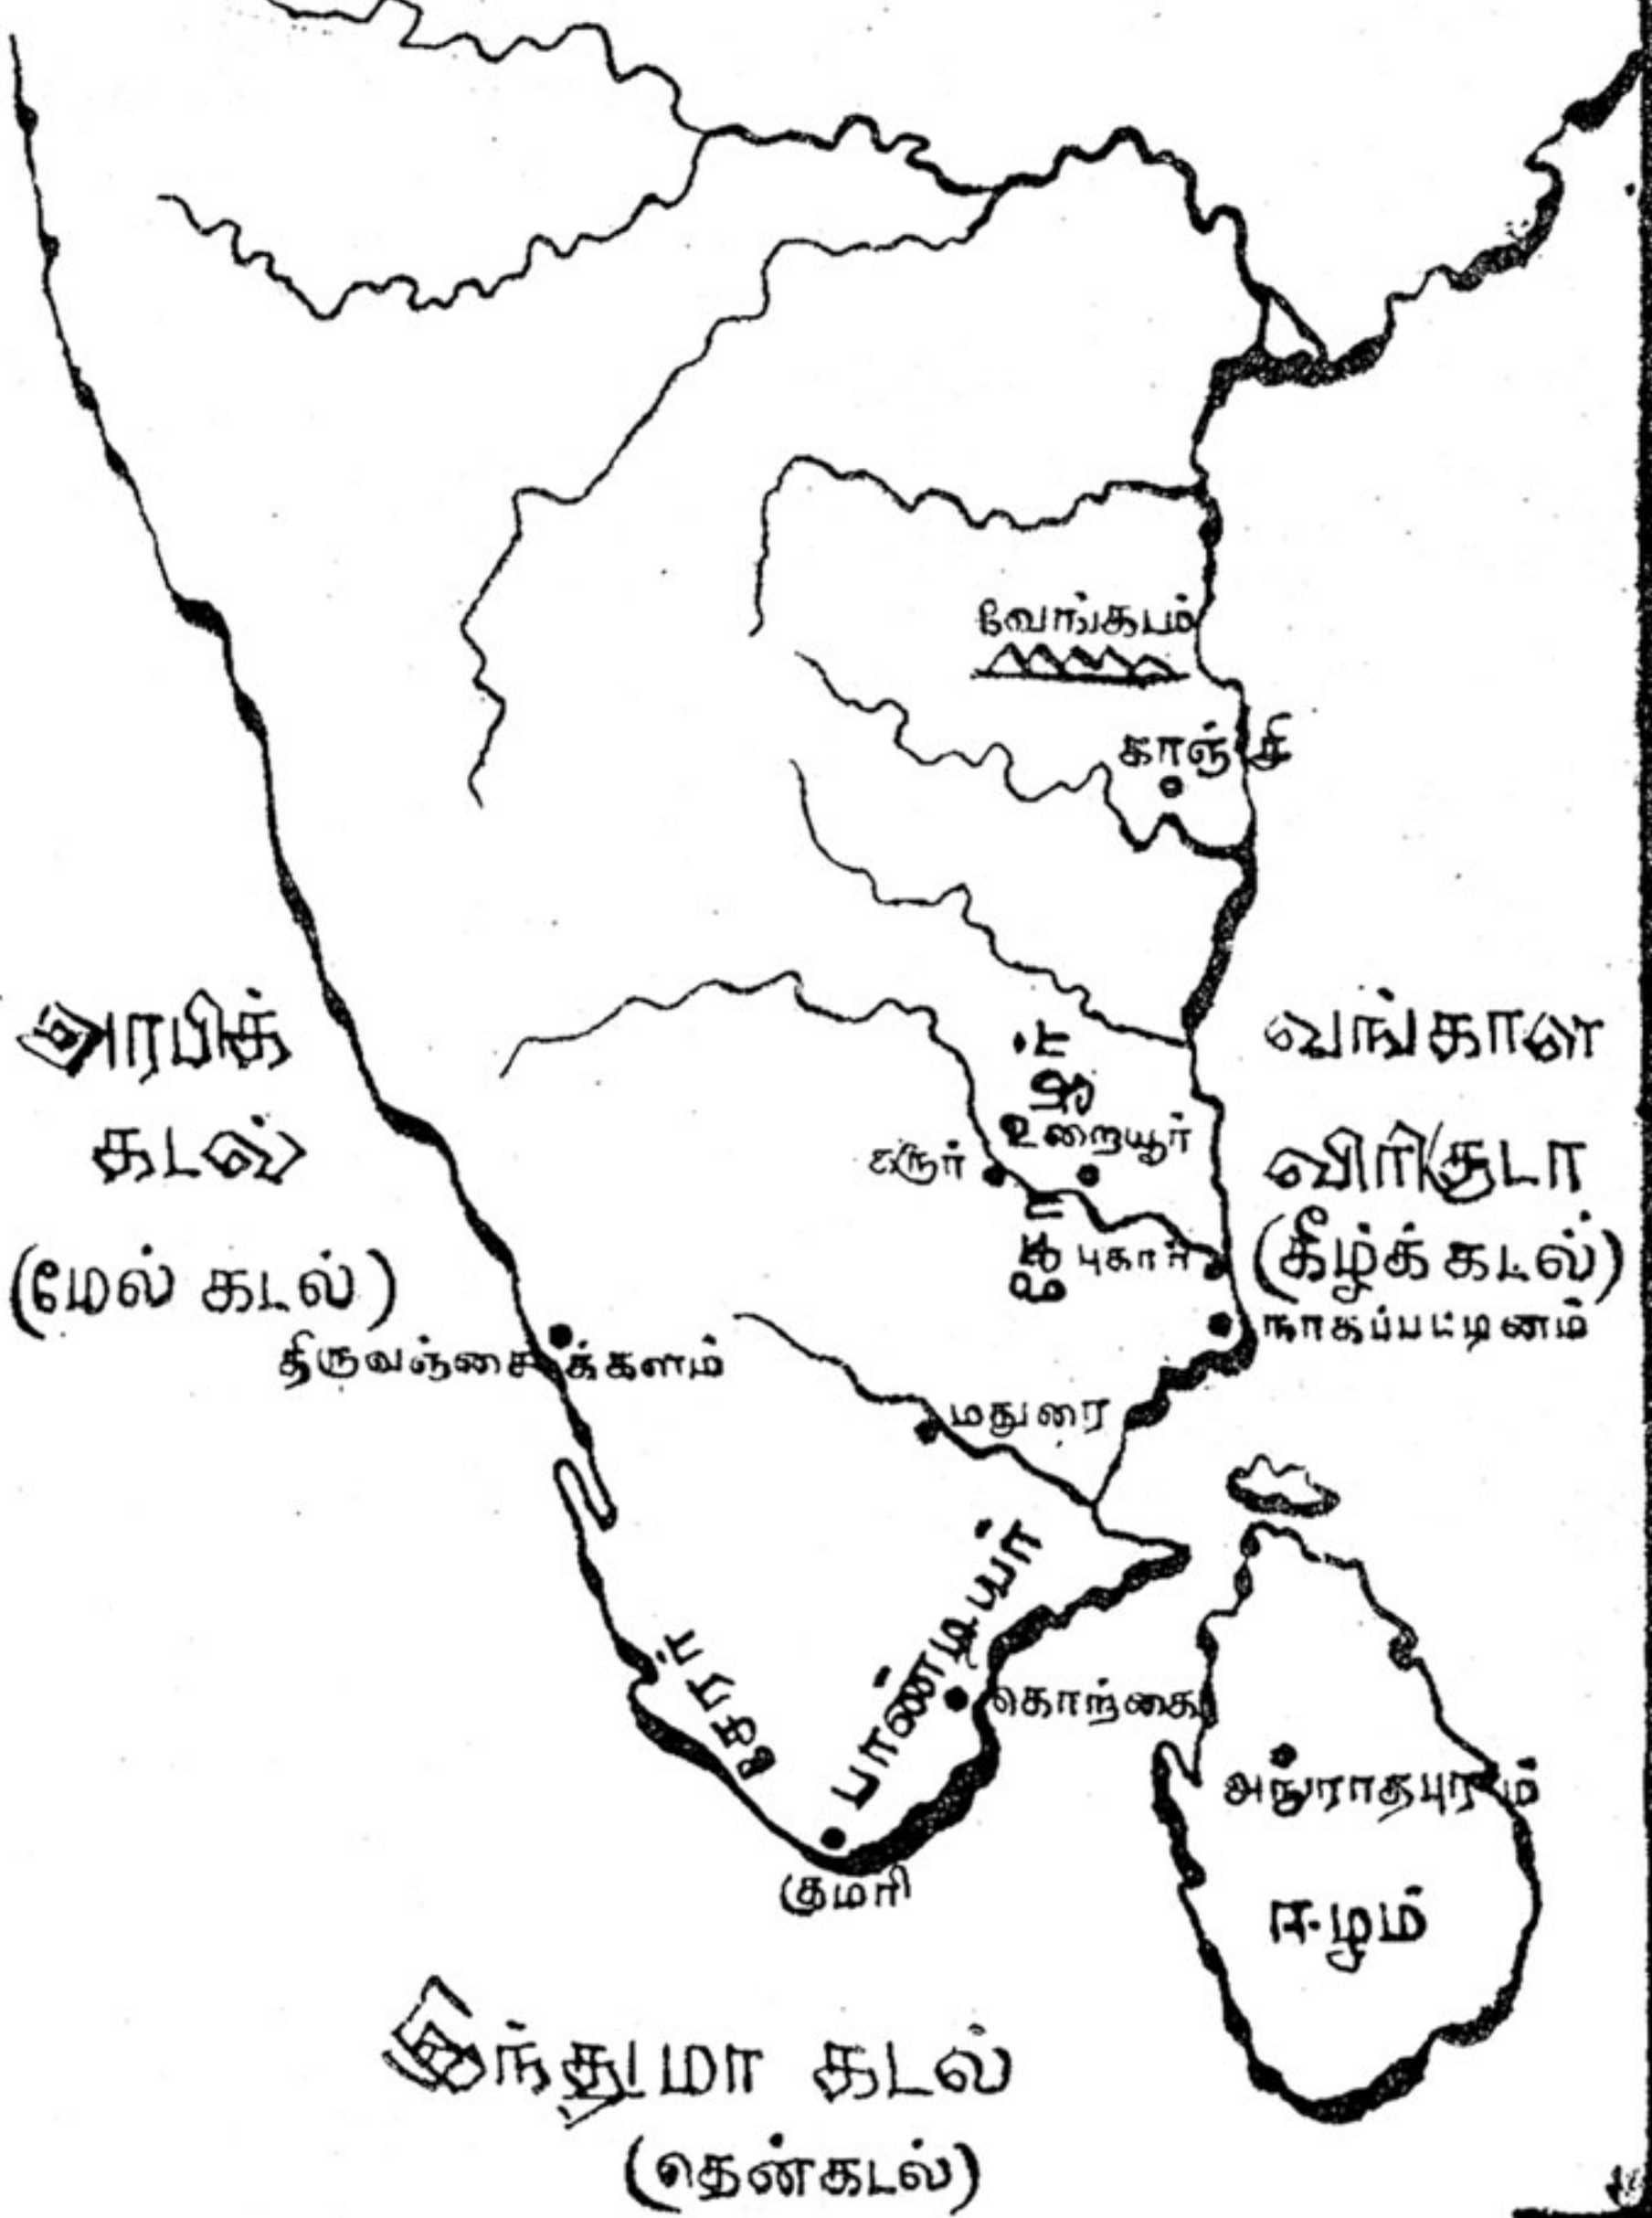 வேங்கடம்
காஞ்சி
அரபிக்
கடல்
(மேல் கடல்)
வங்காள
விரிகுடா
(கீழ்க்கடல்)
சோழர்
உறையூர்
கரூர்
புகார்
நாகப்பட்டினம்
திருவஞ்சைக்களம்
மதுரை
பாண்டியர்
சேரர்
கொற்கை
குமரி
அநுராதபுரம்
ஈழம்
இந்துமா கடல்
(தென்கடல்)